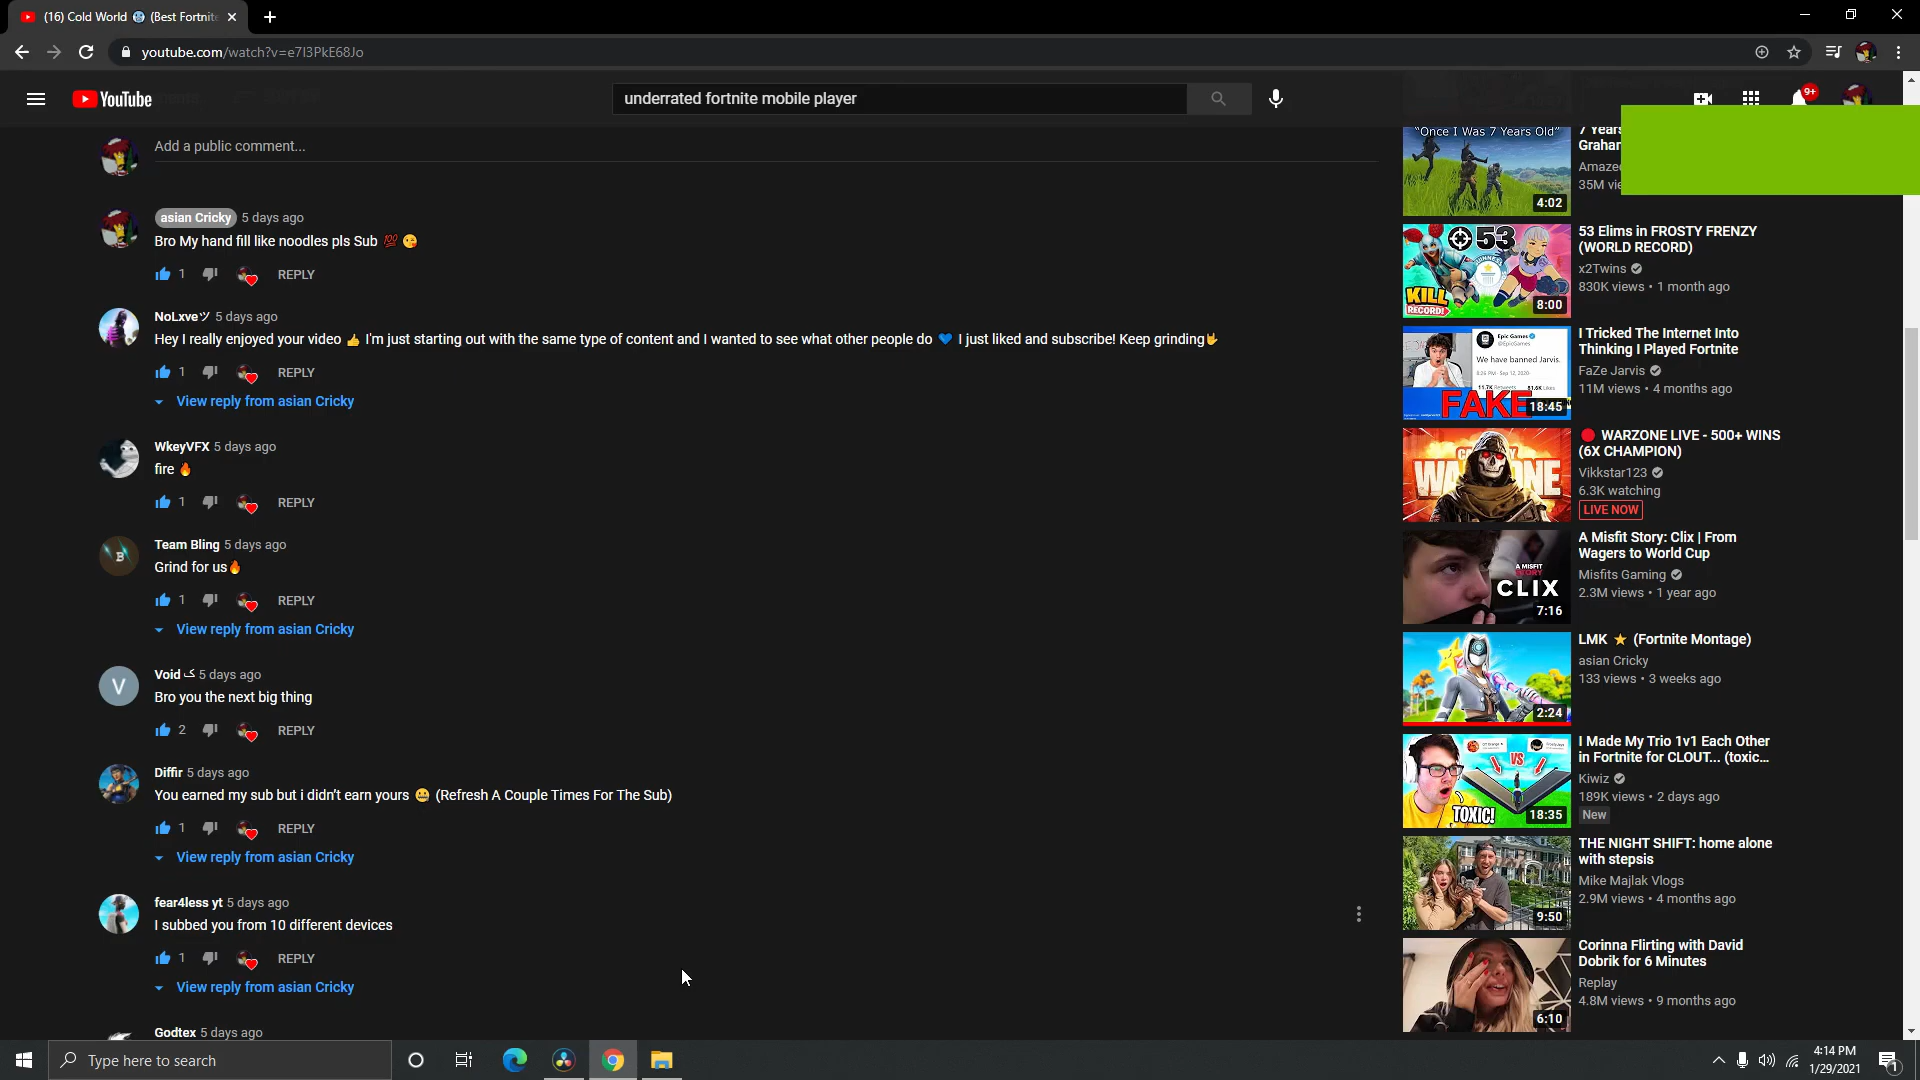 (16) Cold World 🥶 (Best Fortnite
youtube.com/watch?v=e7I3PkE68Jo
YouTube
underrated fortnite mobile player
9+
Add a public comment...
asian Cricky 5 days ago
Bro My hand fill like noodles pls Sub 💯 😘
1 REPLY
NoLxveツ 5 days ago
Hey I really enjoyed your video 👍 I'm just starting out with the same type of content and I wanted to see what other people do 💙 I just liked and subscribe! Keep grinding🤟
1 REPLY
View reply from asian Cricky
WkeyVFX 5 days ago
fire 🔥
1 REPLY
Team Bling 5 days ago
Grind for us🔥
1 REPLY
View reply from asian Cricky
V
Void 5 days ago
Bro you the next big thing
2 REPLY
Diffir 5 days ago
You earned my sub but i didn't earn yours 😀 (Refresh A Couple Times For The Sub)
1 REPLY
View reply from asian Cricky
fear4less yt 5 days ago
I subbed you from 10 different devices
1 REPLY
View reply from asian Cricky
Godtex 5 days ago
"Once I Was 7 Years Old"
4:02
7 Years
Graham
35M
53
KILL
RECORD!
8:00
53 Elims in FROSTY FRENZY
(WORLD RECORD)
x2Twins
830K views • 1 month ago
Epic Games
@EpicGames
We have banned Jarvis.
FAKE
18:45
I Tricked The Internet Into
Thinking I Played Fortnite
FaZe Jarvis
11M views • 4 months ago
🔴 WARZONE LIVE - 500+ WINS
(6X CHAMPION)
Vikkstar123
6.3K watching
LIVE NOW
A MISFIT
STORY
CLIX
7:16
A Misfit Story: Clix | From
Wagers to World Cup
Misfits Gaming
2.3M views • 1 year ago
2:24
LMK ⭐ (Fortnite Montage)
asian Cricky
133 views • 3 weeks ago
VS
TOXIC!
18:35
I Made My Trio 1v1 Each Other
in Fortnite for CLOUT... (toxic...
Kiwiz
189K views • 2 days ago
New
9:50
THE NIGHT SHIFT: home alone
with stepsis
Mike Majlak Vlogs
2.9M views • 4 months ago
6:10
Corinna Flirting with David
Dobrik for 6 Minutes
Replay
4.8M views • 9 months ago
Type here to search
4:14 PM
1/29/2021
1